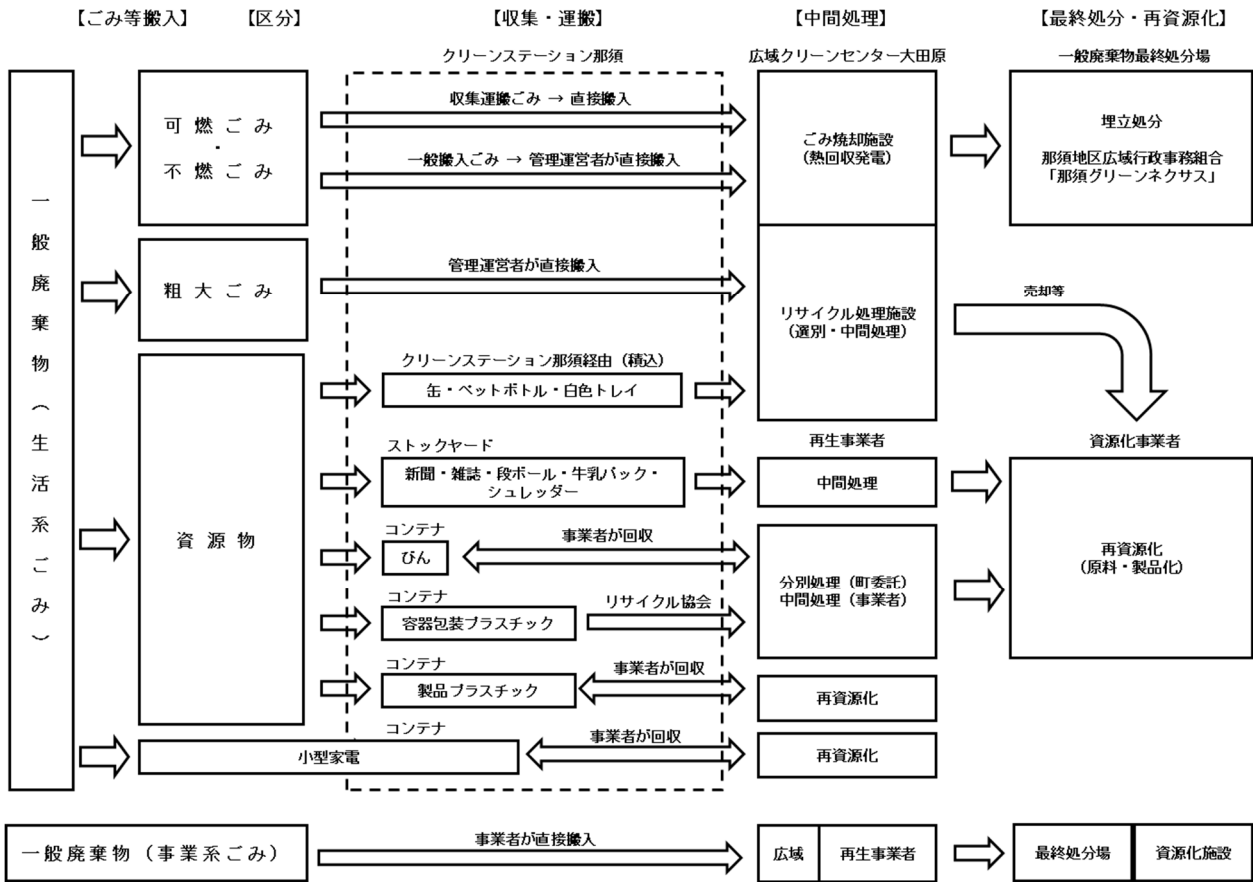 【ごみ等搬入】 【区分】 【収集・運搬】 【中間処理】 【最終処分・再資源化】
クリーンステーション那須
広域クリーンセンター大田原
一般廃棄物最終処分場
一般廃棄物（生活系ごみ）
可燃ごみ
・
不燃ごみ
収集運搬ごみ → 直接搬入
一般搬入ごみ → 管理運営者が直接搬入
ごみ焼却施設
(熱回収発電)
埋立処分
那須地区広域行政事務組合
「那須グリーンネクサス」
粗大ごみ
管理運営者が直接搬入
リサイクル処理施設
(選別・中間処理)
売却等
資源物
クリーンステーション那須経由（積込）
缶・ペットボトル・白色トレイ
ストックヤード
新聞・雑誌・段ボール・牛乳パック・
シュレッダー
再生事業者
中間処理
資源化事業者
再資源化
(原料・製品化)
コンテナ
びん
事業者が回収
分別処理（町委託）
中間処理（事業者）
コンテナ
容器包装プラスチック
リサイクル協会
コンテナ
製品プラスチック
事業者が回収
再資源化
コンテナ
小型家電
事業者が回収
再資源化
一般廃棄物（事業系ごみ）
事業者が直接搬入
広域 再生事業者
最終処分場 資源化施設